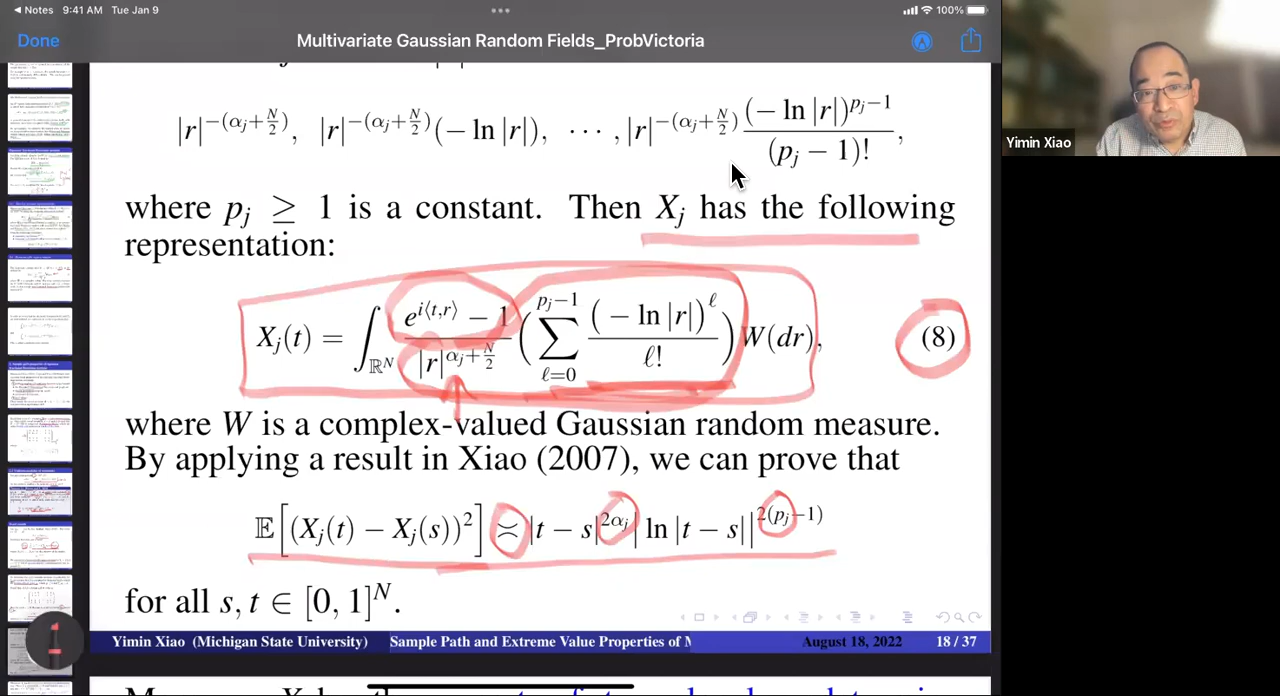 ◂ Notes 9:41 AM Tue Jan 9
100%
Done
Multivariate Gaussian Random Fields_ProbVictoria
|r|^{-(α_j+N/2)}, |r|^{-(α_j+N/2)}(−ln|r|), ⋯, |r|^{-(α_j+N/2)} (−ln|r|)^{p_j−1}/(p_j−1)!,
where p_j ≥ 1 is a constant. Then X_j has the following
representation:
X_j(t) = ∫_{ℝ^N} (e^{i⟨t,r⟩} − 1)/|r|^{α_j+N/2} (∑_{ℓ=0}^{p_j−1} (−ln|r|)^ℓ/ℓ!) W(dr), (8)
where W is a complex-valued Gaussian random measure.
By applying a result in Xiao (2007), we can prove that
𝔼[(X_j(t) − X_j(s))^2] ≍ |t − s|^{2α_j} |ln|t − s||^{2(p_j−1)}
for all s, t ∈ [0, 1]^N.
Yimin Xiao (Michigan State University) Sample Path and Extreme Value Properties of M August 18, 2022 18 / 37
Yimin Xiao